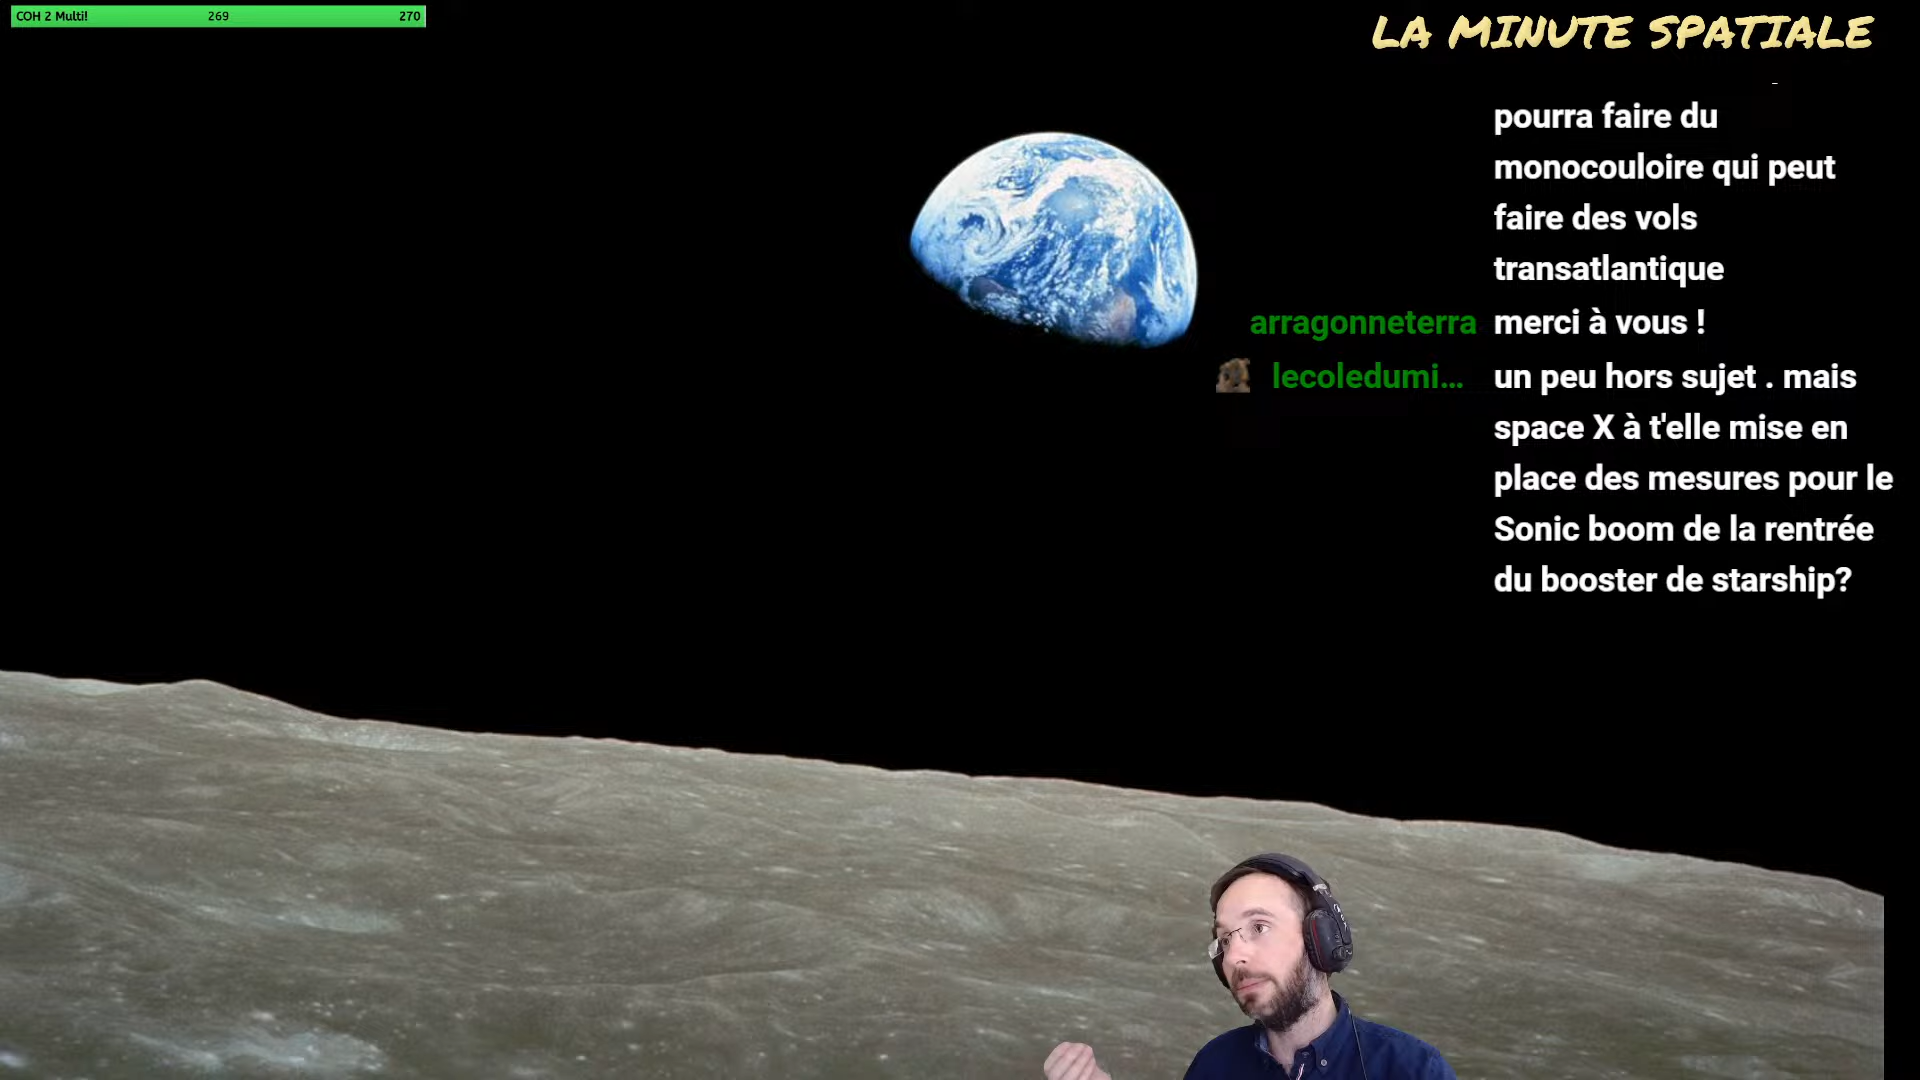 COH 2 Multi! 269 270
LA MINUTE SPATIALE
pourra faire du
monocouloire qui peut
faire des vols
transatlantique
arragonneterra merci à vous !
lecoledumi... un peu hors sujet . mais
space X à t'elle mise en
place des mesures pour le
Sonic boom de la rentrée
du booster de starship?